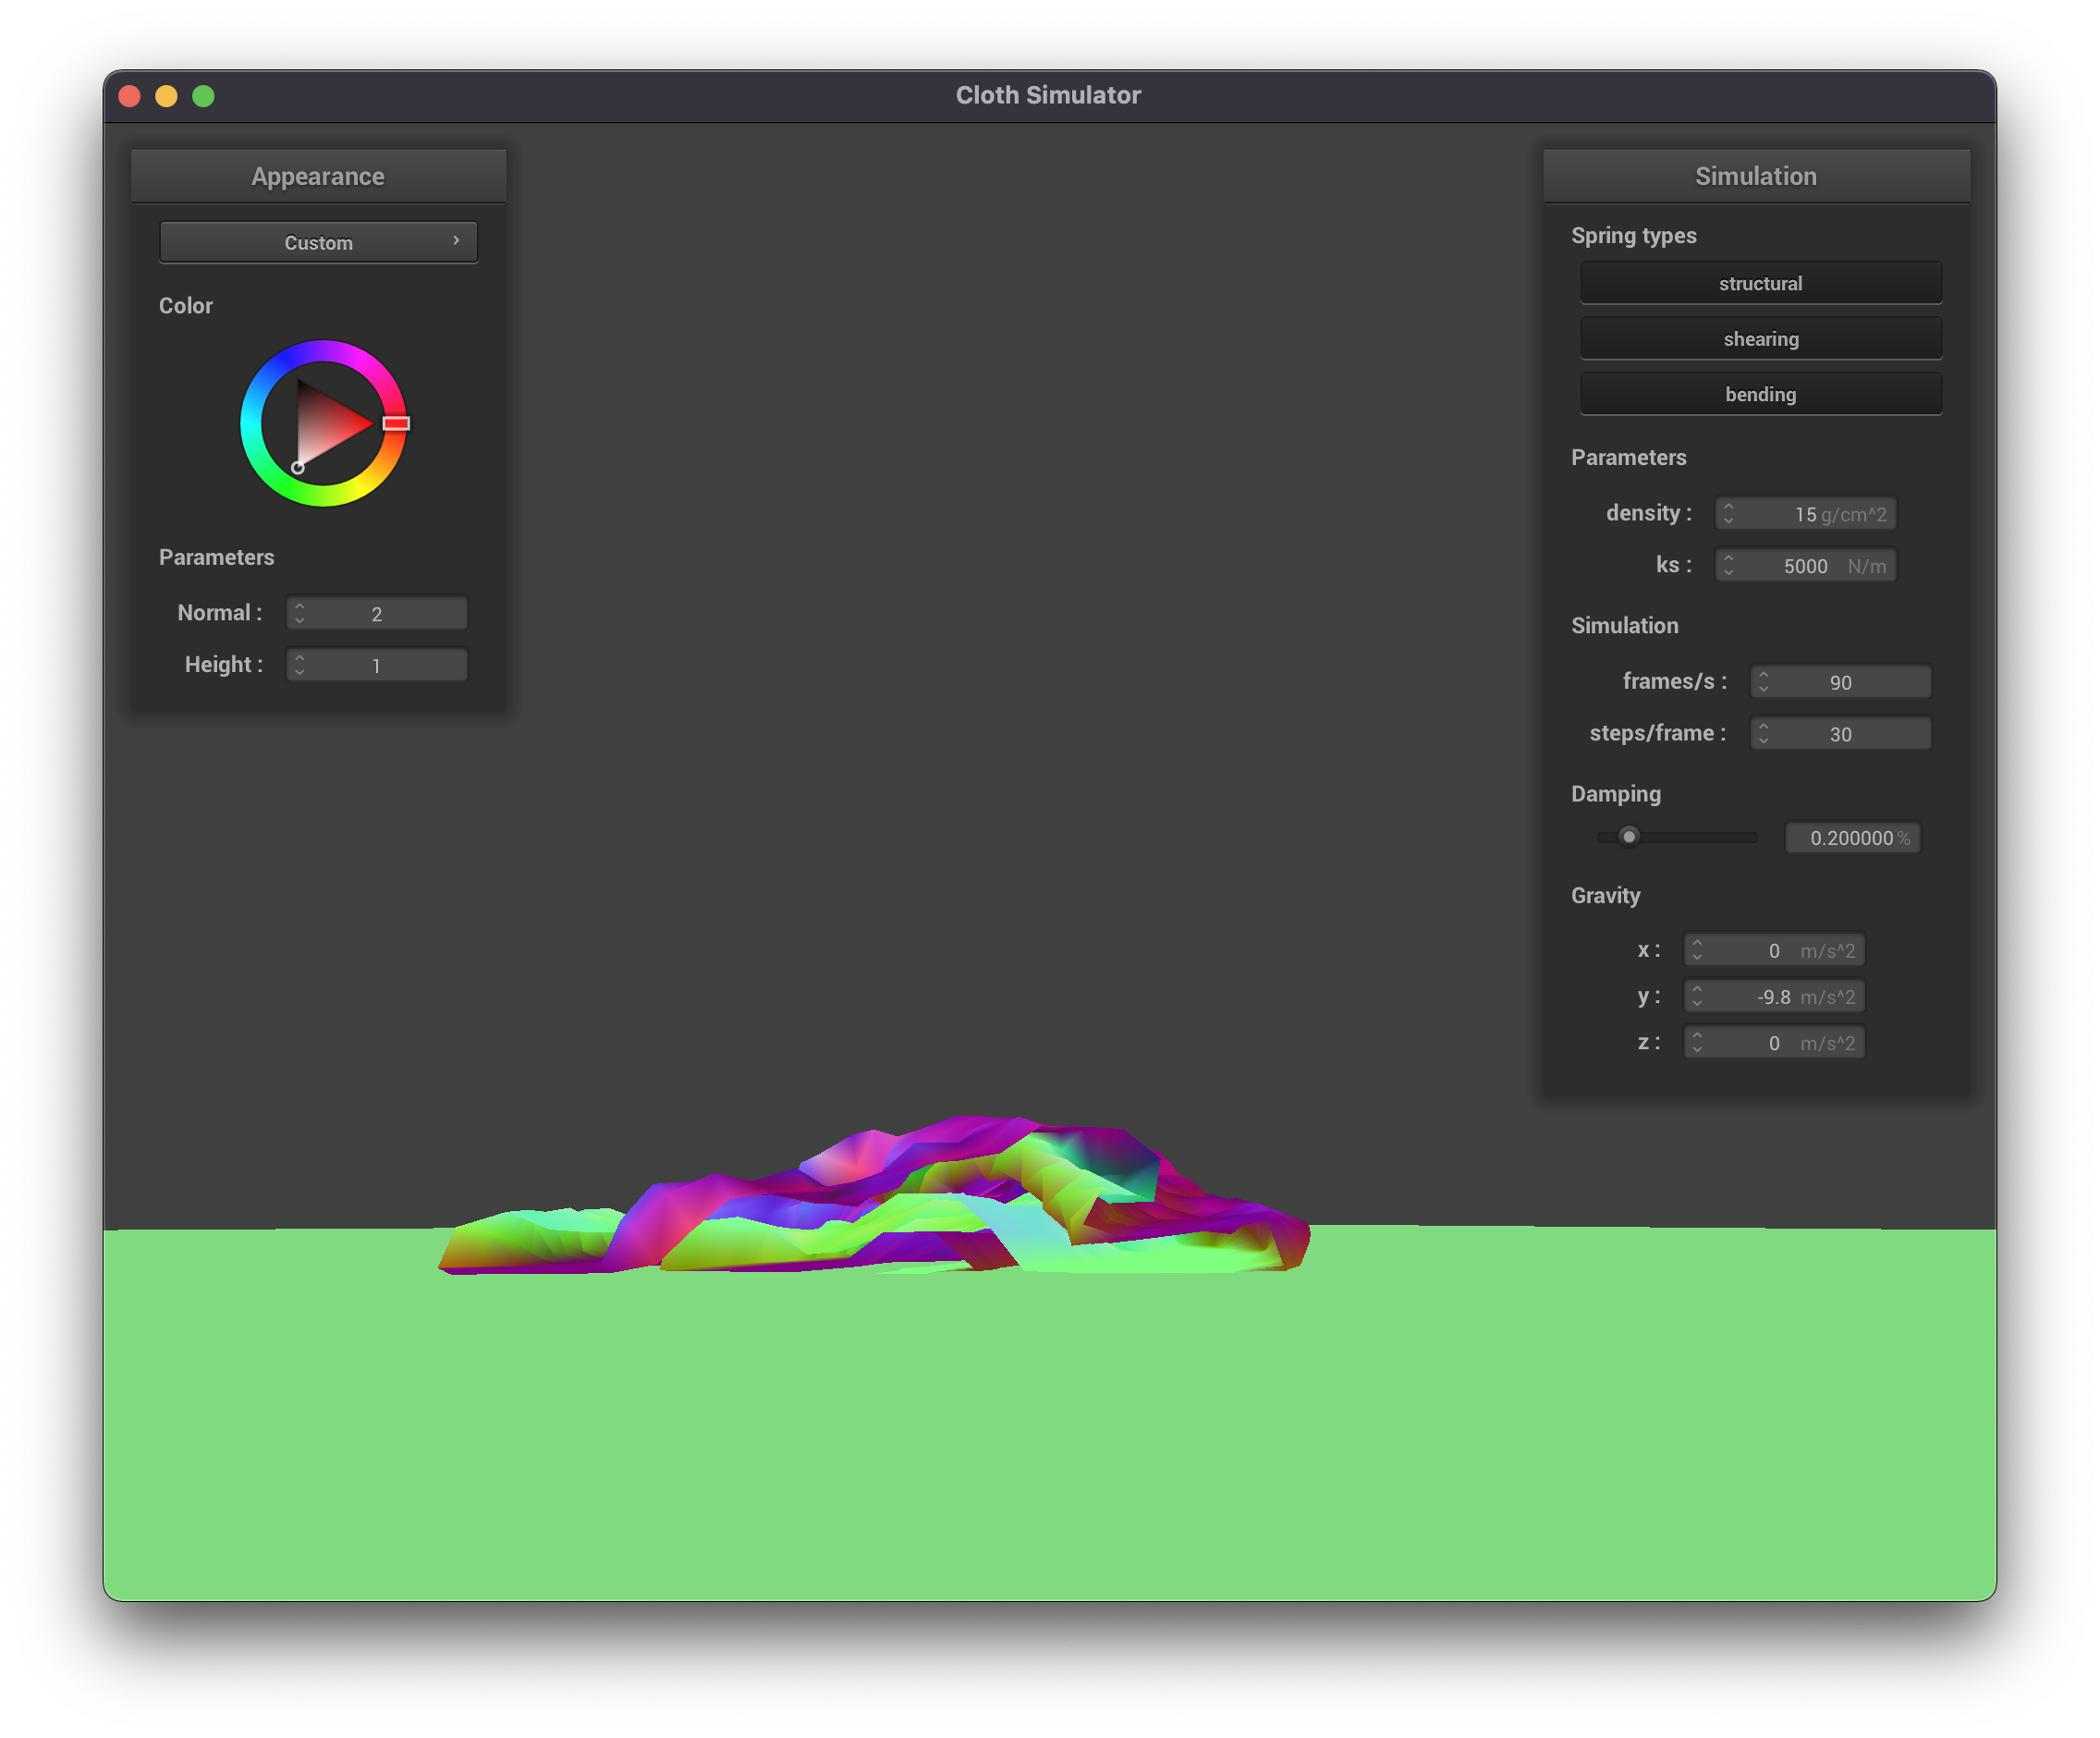 Cloth Simulator
Appearance
Custom
Color
Parameters
Normal : 2
Height : 1
Simulation
Spring types
structural
shearing
bending
Parameters
density : 15 g/cm^2
ks : 5000 N/m
Simulation
frames/s : 90
steps/frame : 30
Damping
0.200000 %
Gravity
x : 0 m/s^2
y : -9.8 m/s^2
z : 0 m/s^2